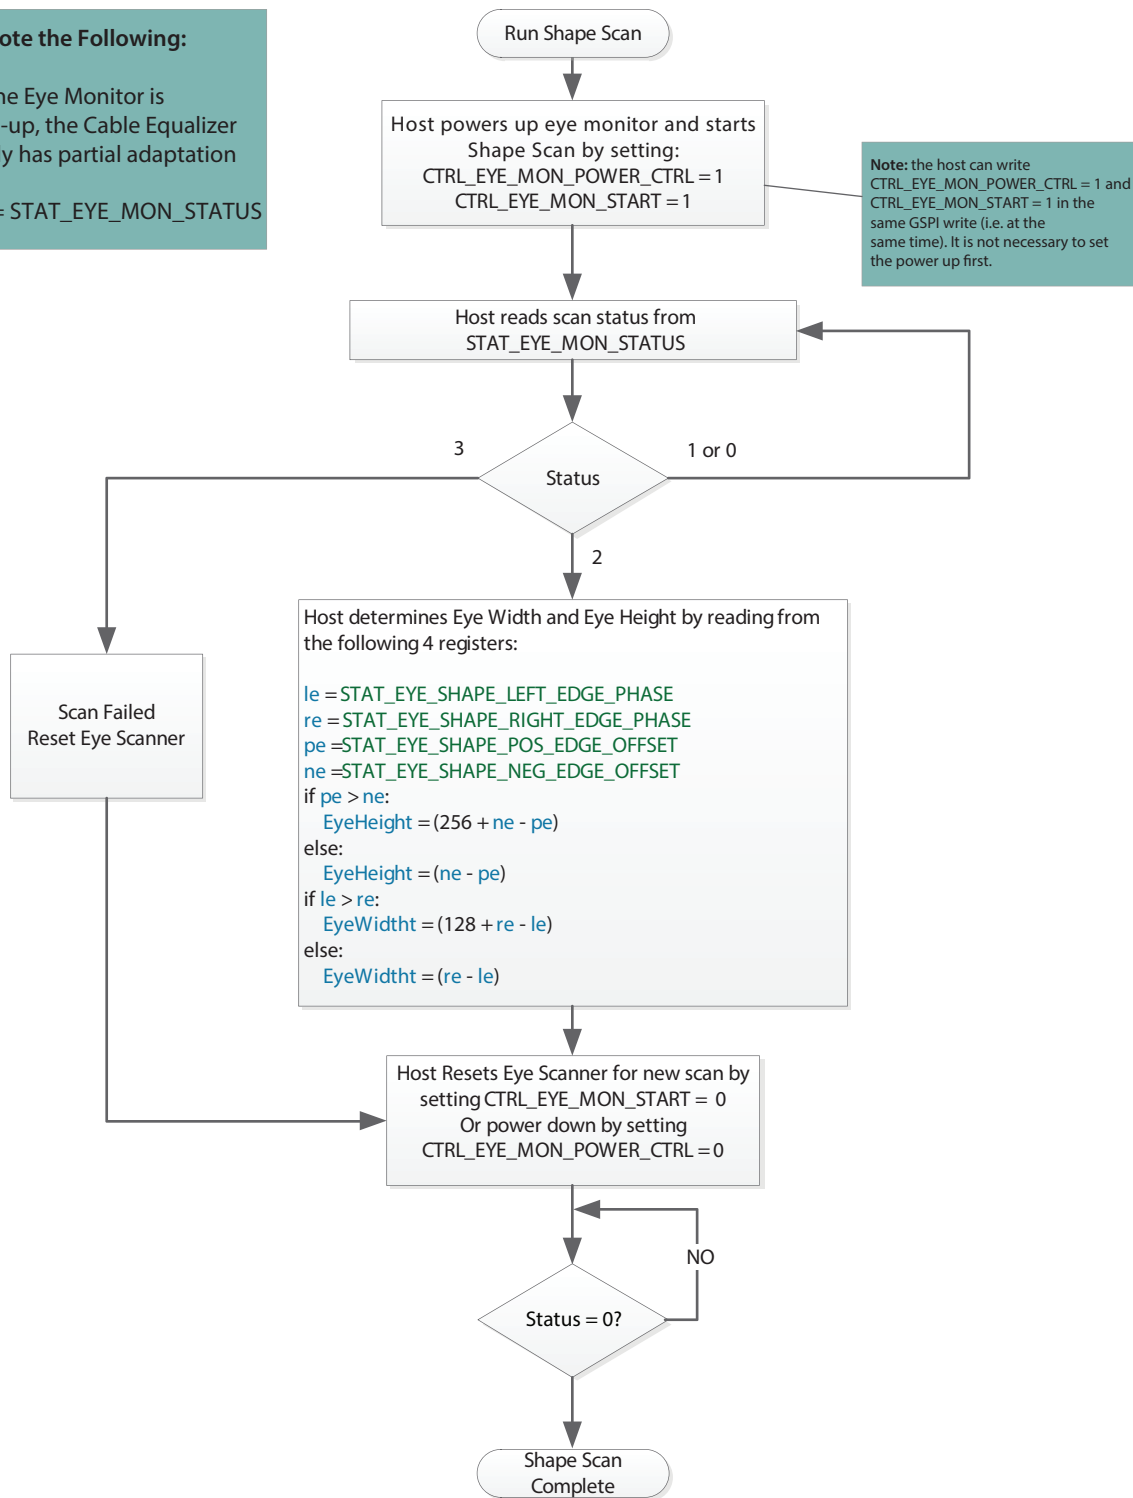 ote the Following:
ne Eye Monitor is
-up, the Cable Equalizer
y has partial adaptation
= STAT_EYE_MON_STATUS
Run Shape Scan
Host powers up eye monitor and starts
Shape Scan by setting:
CTRL_EYE_MON_POWER_CTRL = 1
CTRL_EYE_MON_START = 1
Note: the host can write
CTRL_EYE_MON_POWER_CTRL = 1 and
CTRL_EYE_MON_START = 1 in the
same GSPI write (i.e. at the
same time). It is not necessary to set
the power up first.
Host reads scan status from
STAT_EYE_MON_STATUS
3
1 or 0
Status
2
Host determines Eye Width and Eye Height by reading from
the following 4 registers:
le = STAT_EYE_SHAPE_LEFT_EDGE_PHASE
re = STAT_EYE_SHAPE_RIGHT_EDGE_PHASE
pe =STAT_EYE_SHAPE_POS_EDGE_OFFSET
ne =STAT_EYE_SHAPE_NEG_EDGE_OFFSET
if pe > ne:
EyeHeight = (256 + ne - pe)
else:
EyeHeight = (ne - pe)
if le > re:
EyeWidtht = (128 + re - le)
else:
EyeWidtht = (re - le)
Scan Failed
Reset Eye Scanner
Host Resets Eye Scanner for new scan by
setting CTRL_EYE_MON_START = 0
Or power down by setting
CTRL_EYE_MON_POWER_CTRL = 0
NO
Status = 0?
Shape Scan
Complete